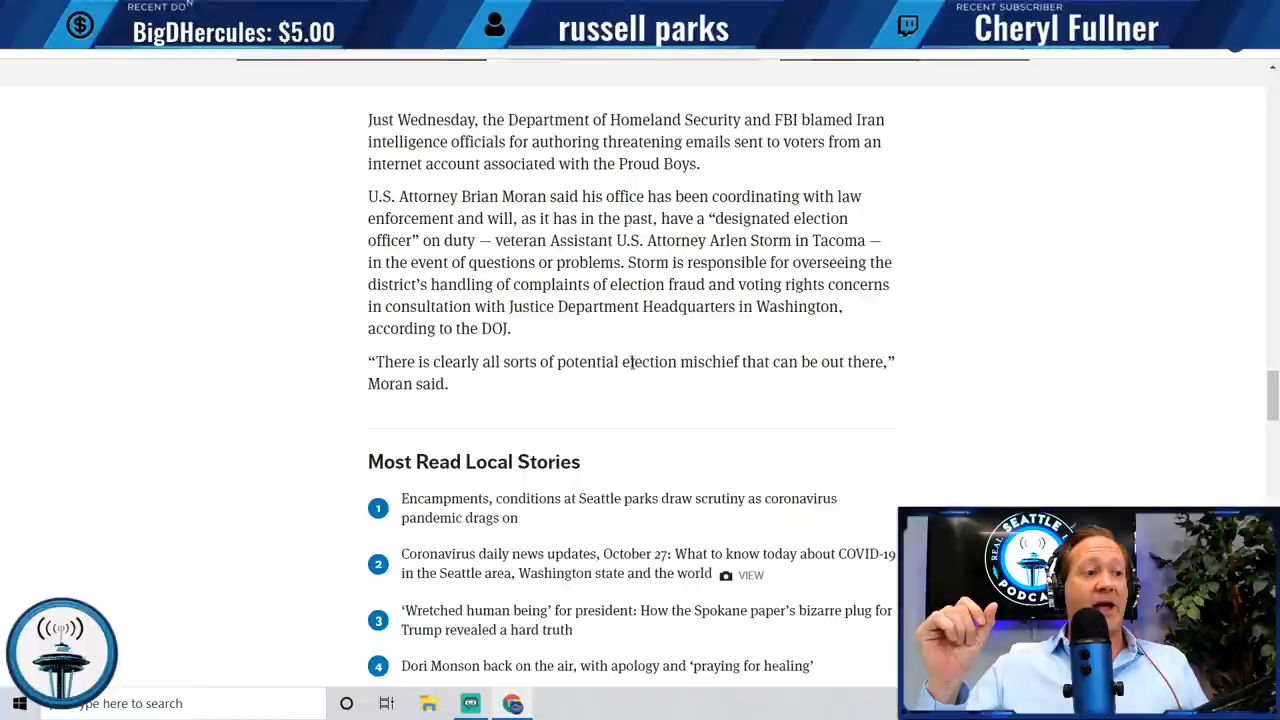 RECENT DON
BigDHercules: $5.00
russell parks
RECENT SUBSCRIBER
Cheryl Fullner
Just Wednesday, the Department of Homeland Security and FBI blamed Iran
intelligence officials for authoring threatening emails sent to voters from an
internet account associated with the Proud Boys.
U.S. Attorney Brian Moran said his office has been coordinating with law
enforcement and will, as it has in the past, have a “designated election
officer” on duty — veteran Assistant U.S. Attorney Arlen Storm in Tacoma —
in the event of questions or problems. Storm is responsible for overseeing the
district’s handling of complaints of election fraud and voting rights concerns
in consultation with Justice Department Headquarters in Washington,
according to the DOJ.
“There is clearly all sorts of potential election mischief that can be out there,”
Moran said.
Most Read Local Stories
1 Encampments, conditions at Seattle parks draw scrutiny as coronavirus
pandemic drags on
2 Coronavirus daily news updates, October 27: What to know today about COVID-19
in the Seattle area, Washington state and the world VIEW
3 ‘Wretched human being’ for president: How the Spokane paper’s bizarre plug for
Trump revealed a hard truth
4 Dori Monson back on the air, with apology and ‘praying for healing’
REAL SEATTLE
PODCA
ype here to search